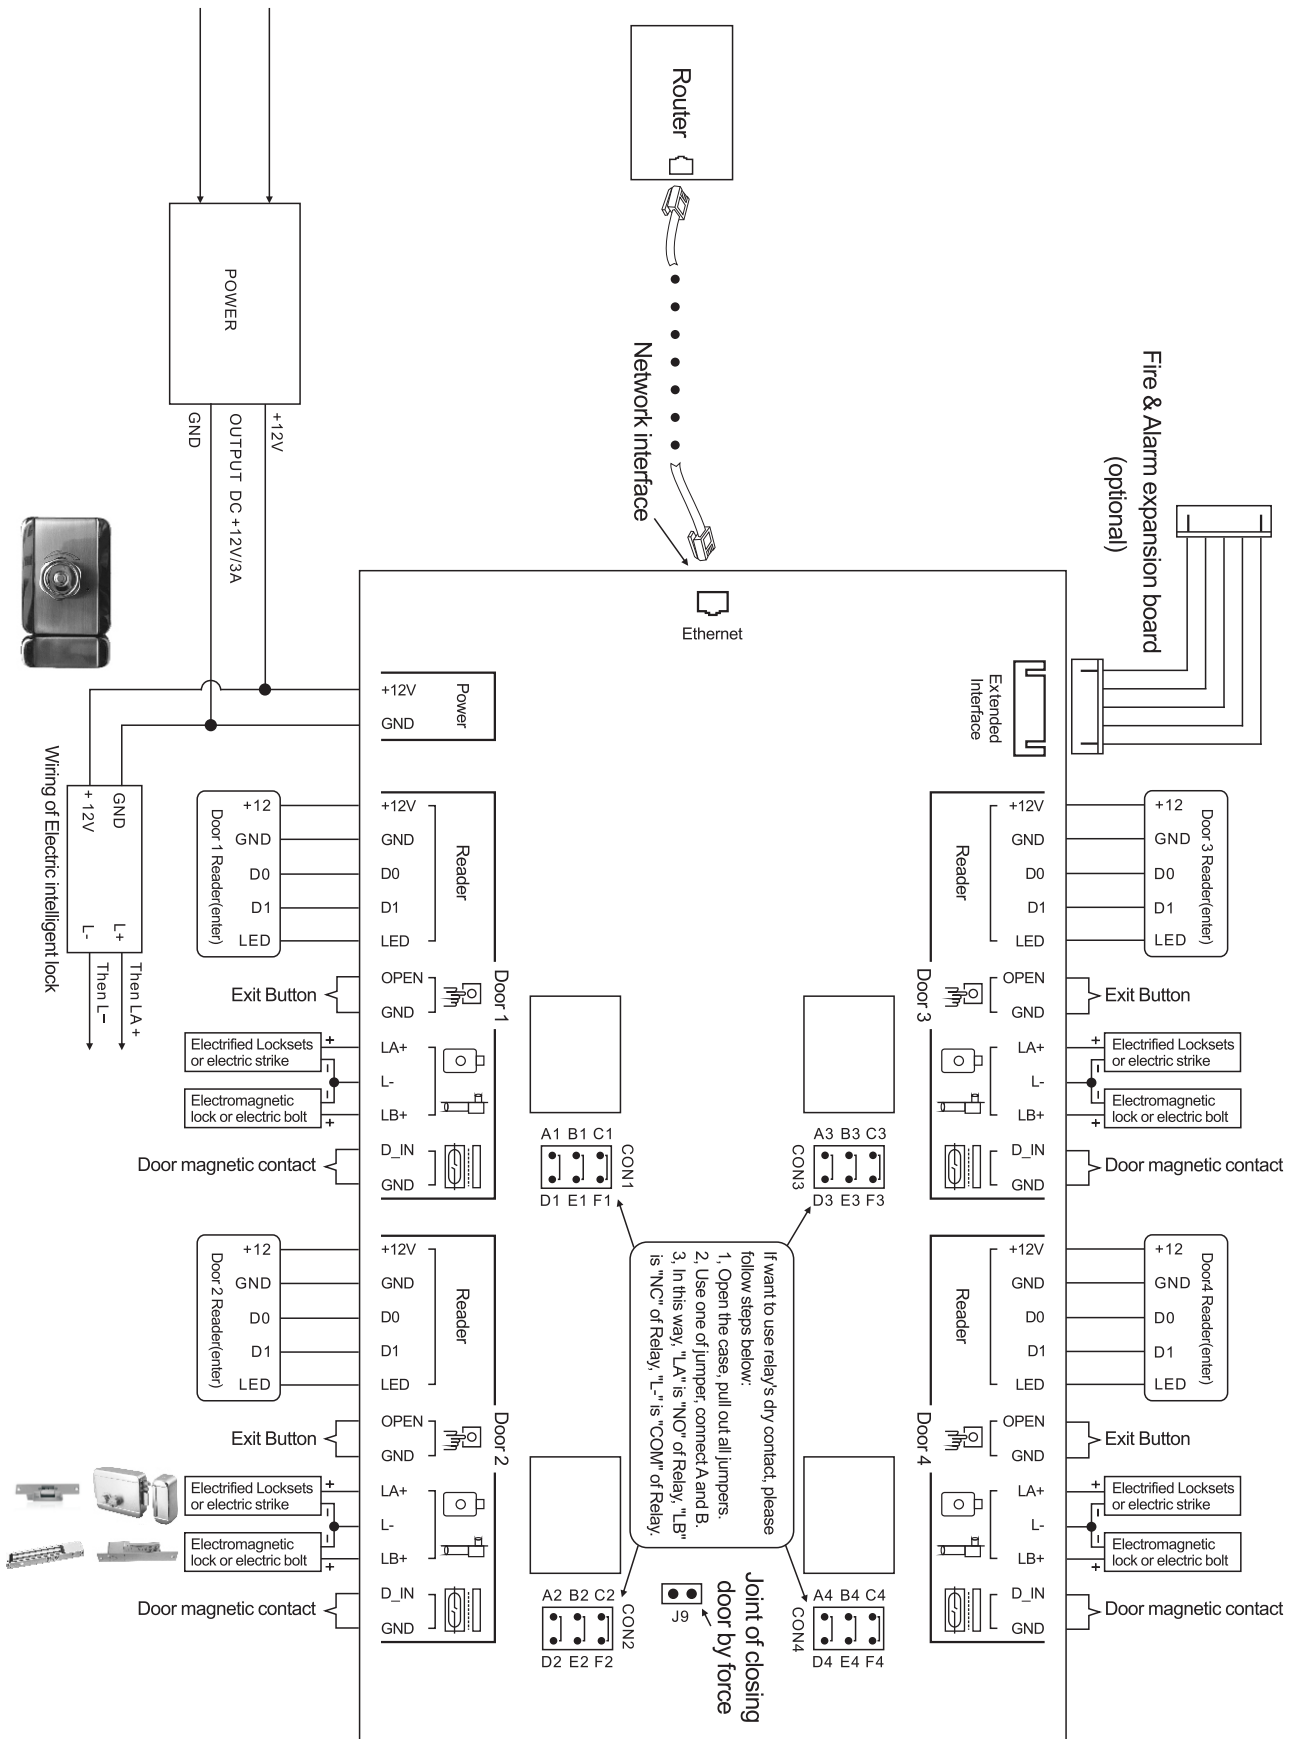 Router
POWER
GND
OUTPUT DC +12V/3A
+12V
Network interface
Fire & Alarm expansion board
(optional)
Ethernet
+12V
GND
Power
Extended
Interface
Wiring of Electric intelligent lock
+ 12V
GND
L-
L+
Then L-
Then LA +
Door 1 Reader(enter)
+12
GND
D0
D1
LED
+12V
GND
D0
D1
LED
Reader
Door 1
Exit Button
OPEN
GND
Electrified Locksets
or electric strike
+
-
-
Electromagnetic
lock or electric bolt
+
LA+
L-
LB+
Door magnetic contact
D_IN
GND
A1 B1 C1
CON1
D1 E1 F1
Door 3
Reader
+12V
GND
D0
D1
LED
+12
GND
D0
D1
LED
Door 3 Reader(enter)
OPEN
GND
Exit Button
LA+
L-
LB+
+
-
-
+
Electrified Locksets
or electric strike
Electromagnetic
lock or electric bolt
D_IN
GND
Door magnetic contact
A3 B3 C3
CON3
D3 E3 F3
If want to use relay's dry contact, please
follow steps below:
1, Open the case, pull out all jumpers.
2, Use one of jumper, connect A and B.
3, In this way, "LA" is "NO" of Relay, "LB"
is "NC" of Relay, "L-" is "COM" of Relay.
Door 2 Reader(enter)
+12
GND
D0
D1
LED
+12V
GND
D0
D1
LED
Reader
Door 2
Exit Button
OPEN
GND
Electrified Locksets
or electric strike
+
-
-
Electromagnetic
lock or electric bolt
+
LA+
L-
LB+
Door magnetic contact
D_IN
GND
A2 B2 C2
CON2
D2 E2 F2
J9
Joint of closing
door by force
Door 4
Reader
+12V
GND
D0
D1
LED
+12
GND
D0
D1
LED
Door4 Reader(enter)
OPEN
GND
Exit Button
LA+
L-
LB+
+
-
-
+
Electrified Locksets
or electric strike
Electromagnetic
lock or electric bolt
D_IN
GND
Door magnetic contact
A4 B4 C4
CON4
D4 E4 F4